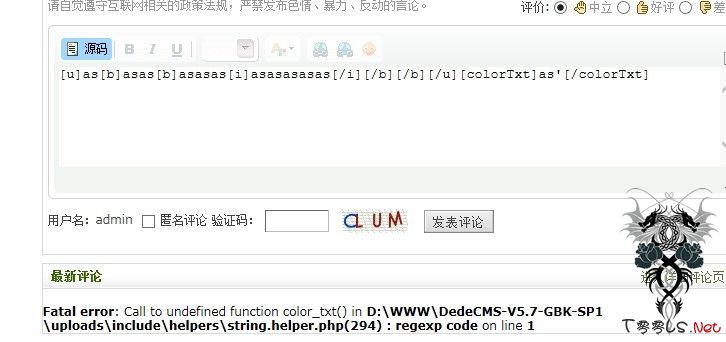 请自觉遵守互联网相关的政策法规，严禁发布色情、暴力、反动的言论。 评价: 中立 好评 差
源码 B I U A
[u]as[b]asas[b]asasas[i]asasasasas[/i][/b][/b][/u][colorTxt]as'[/colorTxt]
用户名: admin 匿名评论 验证码: CLUM 发表评论
最新评论 评论页
Fatal error: Call to undefined function color_txt() in D:\WWW\DedeCMS-V5.7-GBK-SP1
\uploads\include\helpers\string.helper.php(294) : regexp code on line 1
TBBLS.Net